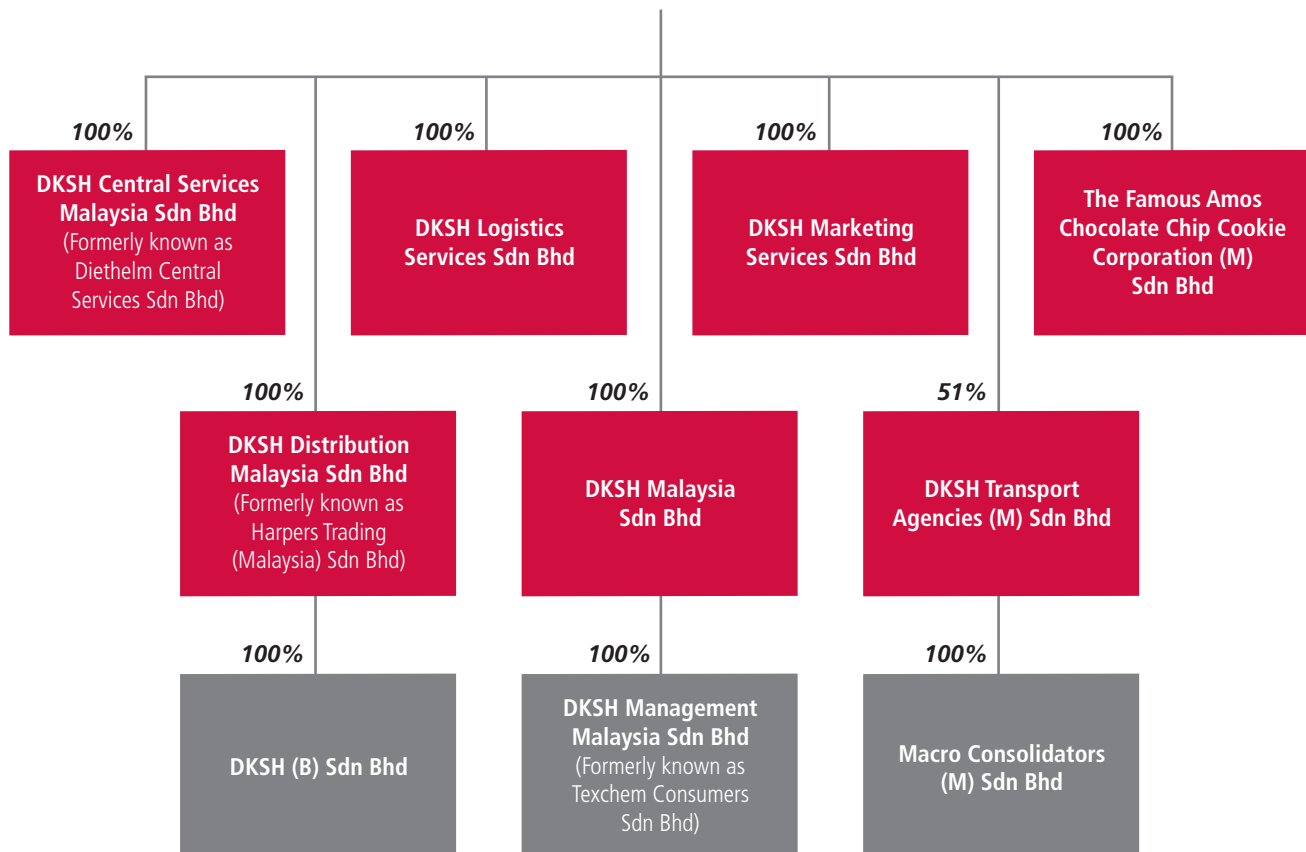 100%
DKSH Central Services
Malaysia Sdn Bhd
(Formerly known as
Diethelm Central
Services Sdn Bhd)
100%
DKSH Logistics
Services Sdn Bhd
100%
DKSH Marketing
Services Sdn Bhd
100%
The Famous Amos
Chocolate Chip Cookie
Corporation (M)
Sdn Bhd
100%
DKSH Distribution
Malaysia Sdn Bhd
(Formerly known as
Harpers Trading
(Malaysia) Sdn Bhd)
100%
DKSH Malaysia
Sdn Bhd
51%
DKSH Transport
Agencies (M) Sdn Bhd
100%
DKSH (B) Sdn Bhd
100%
DKSH Management
Malaysia Sdn Bhd
(Formerly known as
Texchem Consumers
Sdn Bhd)
100%
Macro Consolidators
(M) Sdn Bhd